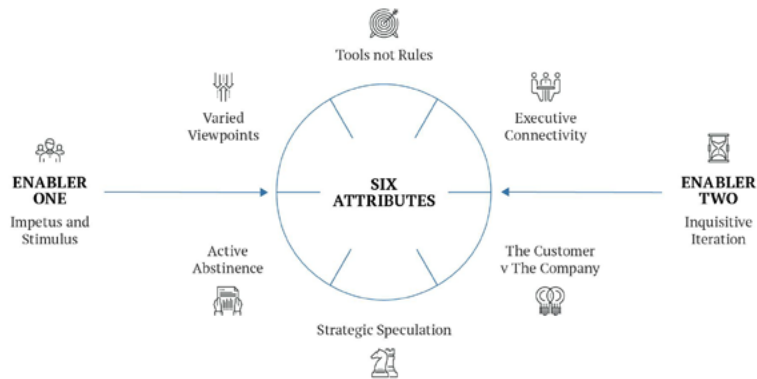 Tools not Rules
Varied
Viewpoints
Executive
Connectivity
ENABLER
ONE
Impetus and
Stimulus
SIX
ATTRIBUTES
ENABLER
TWO
Inquisitive
Iteration
Active
Abstinence
The Customer
v The Company
Strategic Speculation